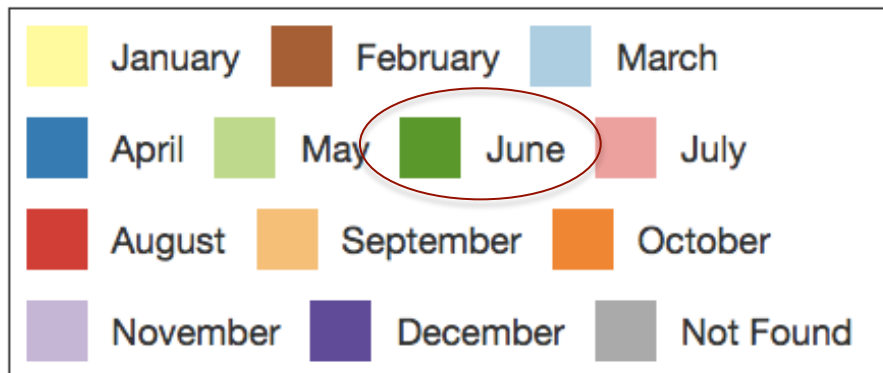 January February March
April May June July
August September October
November December Not Found